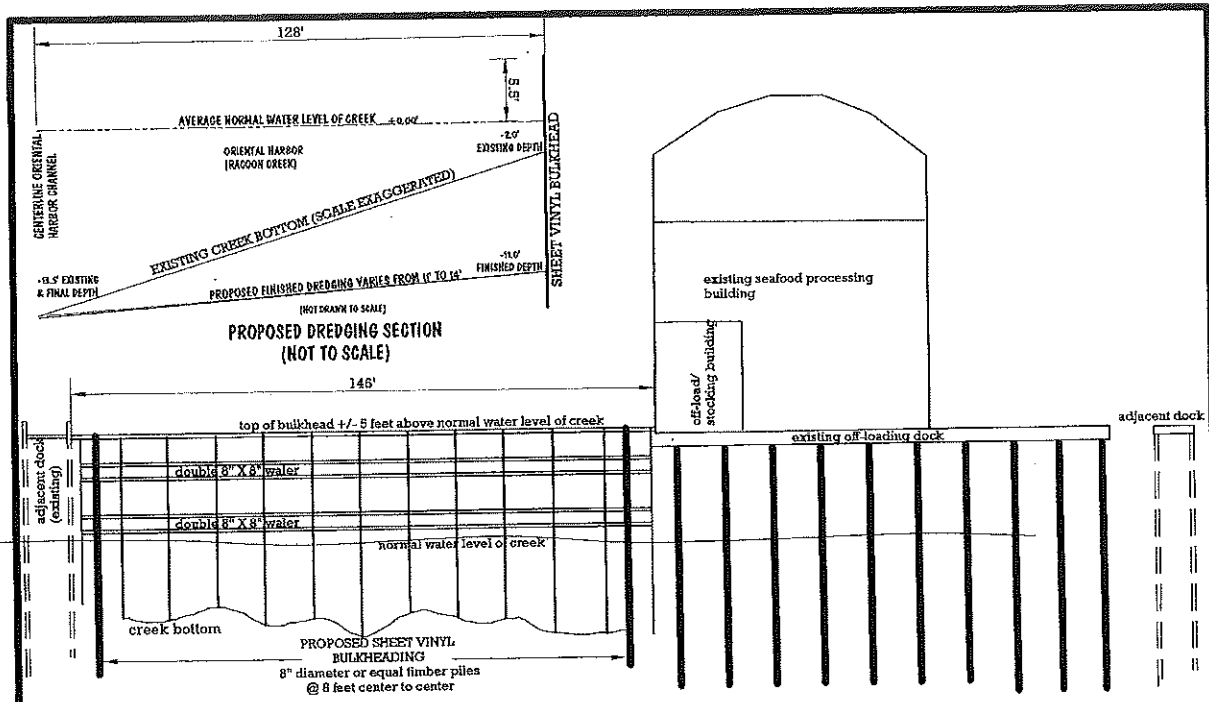 128'
5.5'
AVERAGE NORMAL WATER LEVEL OF CREEK ±0.00'
CENTERLINE ORIENTAL
HARBOR CHANNEL
ORIENTAL HARBOR
(RACOON CREEK)
-2.0'
EXISTING DEPTH
SHEET VINYL BULKHEAD
EXISTING CREEK BOTTOM (SCALE EXAGGERATED)
-13.5' EXISTING
& FINAL DEPTH
-11.0'
FINISHED DEPTH
PROPOSED FINISHED DREDGING VARIES FROM 11' TO 14'
(NOT DRAWN TO SCALE)
PROPOSED DREDGING SECTION
(NOT TO SCALE)
existing seafood processing
building
off-load/
stocking building
146'
top of bulkhead +/- 5 feet above normal water level of creek
existing off-loading dock
adjacent dock
adjacent dock
(existing)
double 8" X 8" waler
double 8" X 8" waler
normal water level of creek
creek bottom
PROPOSED SHEET VINYL
BULKHEADING
8" diameter or equal timber piles
@ 8 feet center to center